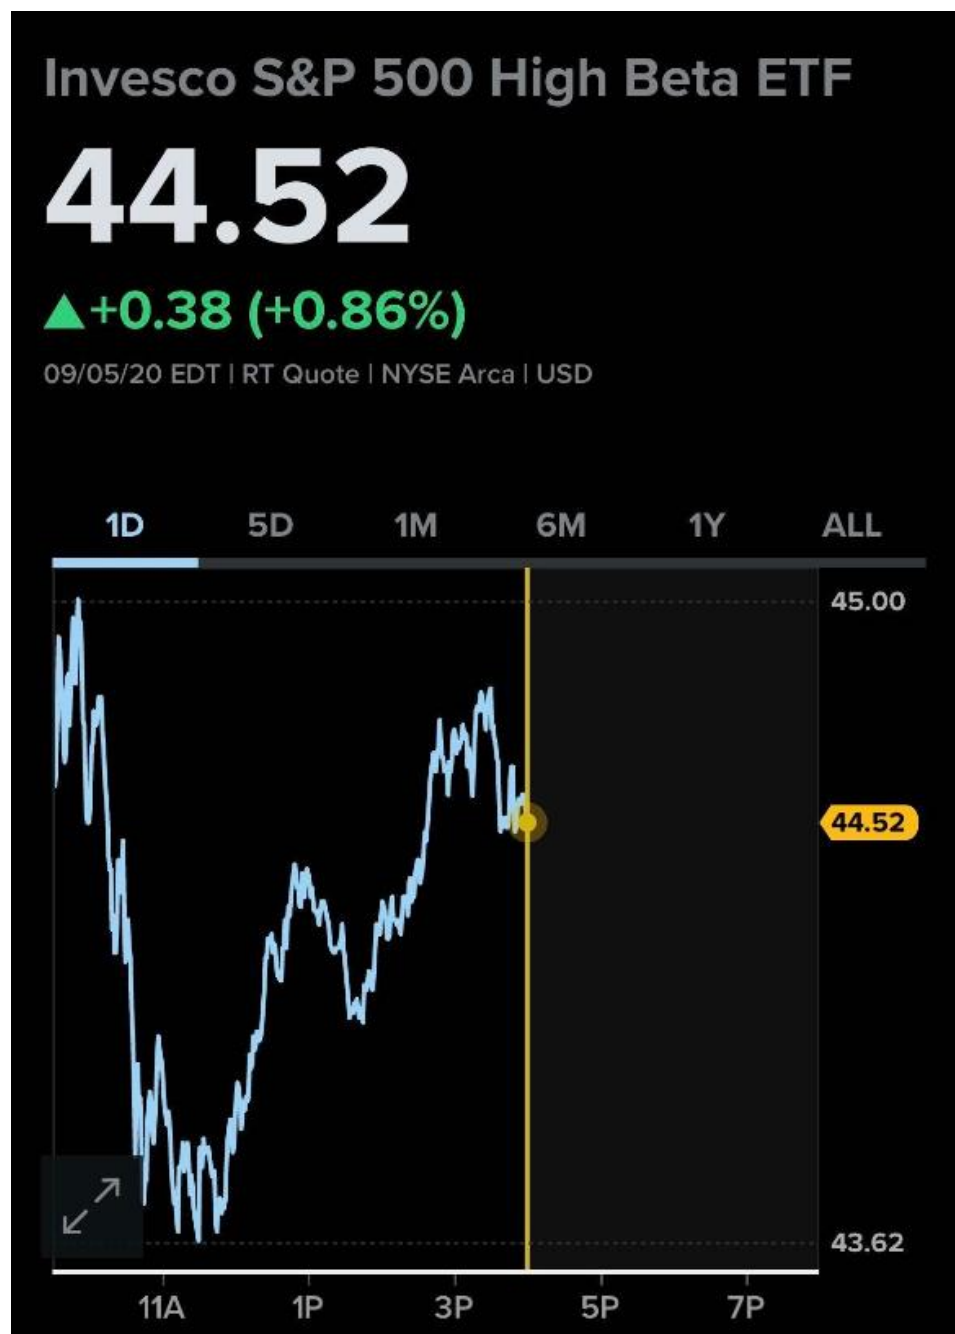 Invesco S&P 500 High Beta ETF
44.52
▲+0.38 (+0.86%)
09/05/20 EDT | RT Quote | NYSE Arca | USD
1D 5D 1M 6M 1Y ALL
45.00
44.52
43.62
11A 1P 3P 5P 7P